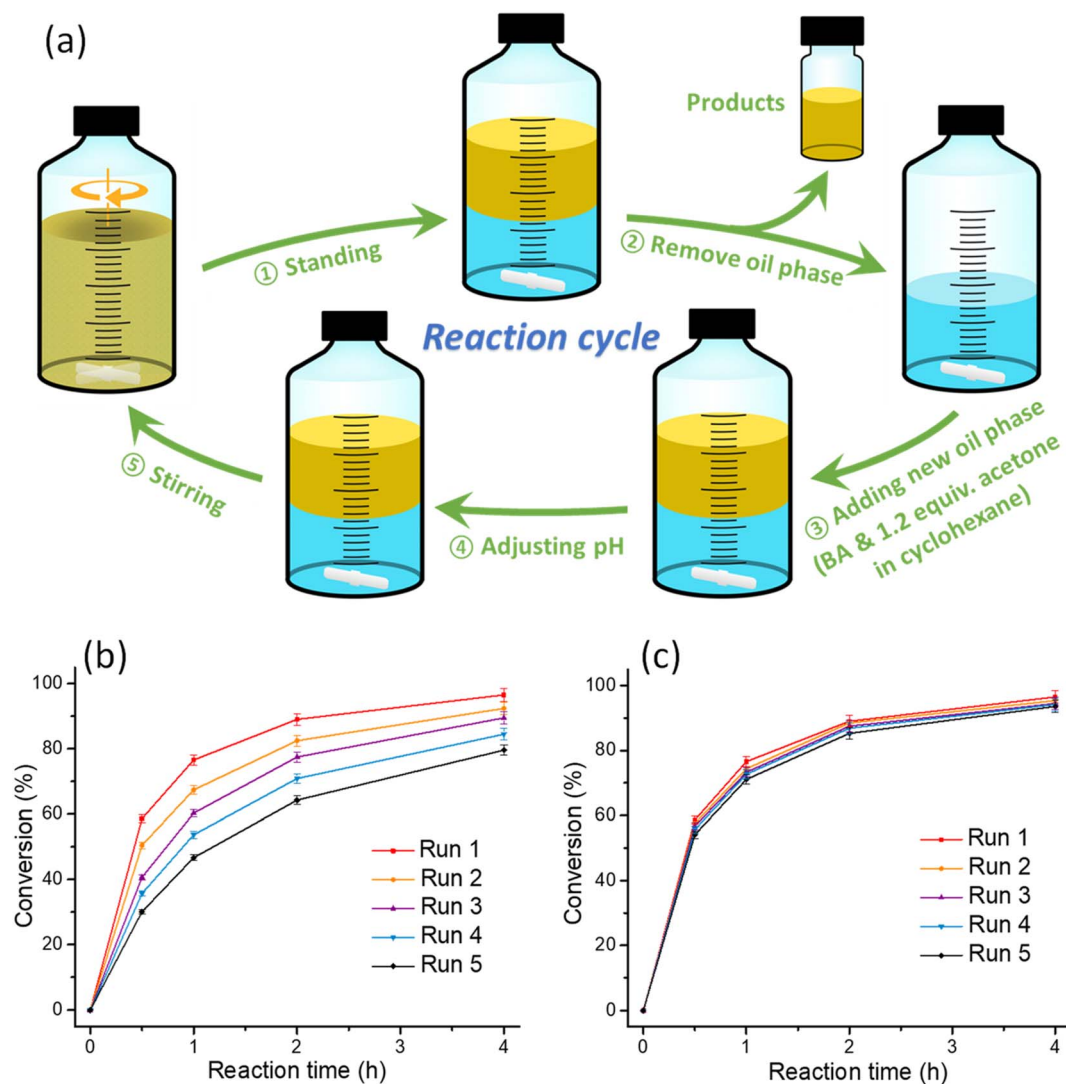 (a)
Products
① Standing
② Remove oil phase
Reaction cycle
③ Adding new oil phase
(BA & 1.2 equiv. acetone
in cyclohexane)
④ Adjusting pH
⑤ Stirring
(b)
100
80
60
40
20
0
Conversion (%)
Run 1
Run 2
Run 3
Run 4
Run 5
0 1 2 3 4
Reaction time (h)
(c)
100
80
60
40
20
0
Conversion (%)
Run 1
Run 2
Run 3
Run 4
Run 5
0 1 2 3 4
Reaction time (h)